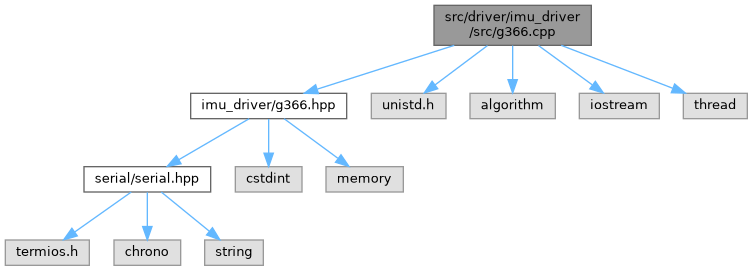 src/driver/imu_driver
/src/g366.cpp
imu_driver/g366.hpp
unistd.h
algorithm
iostream
thread
serial/serial.hpp
cstdint
memory
termios.h
chrono
string